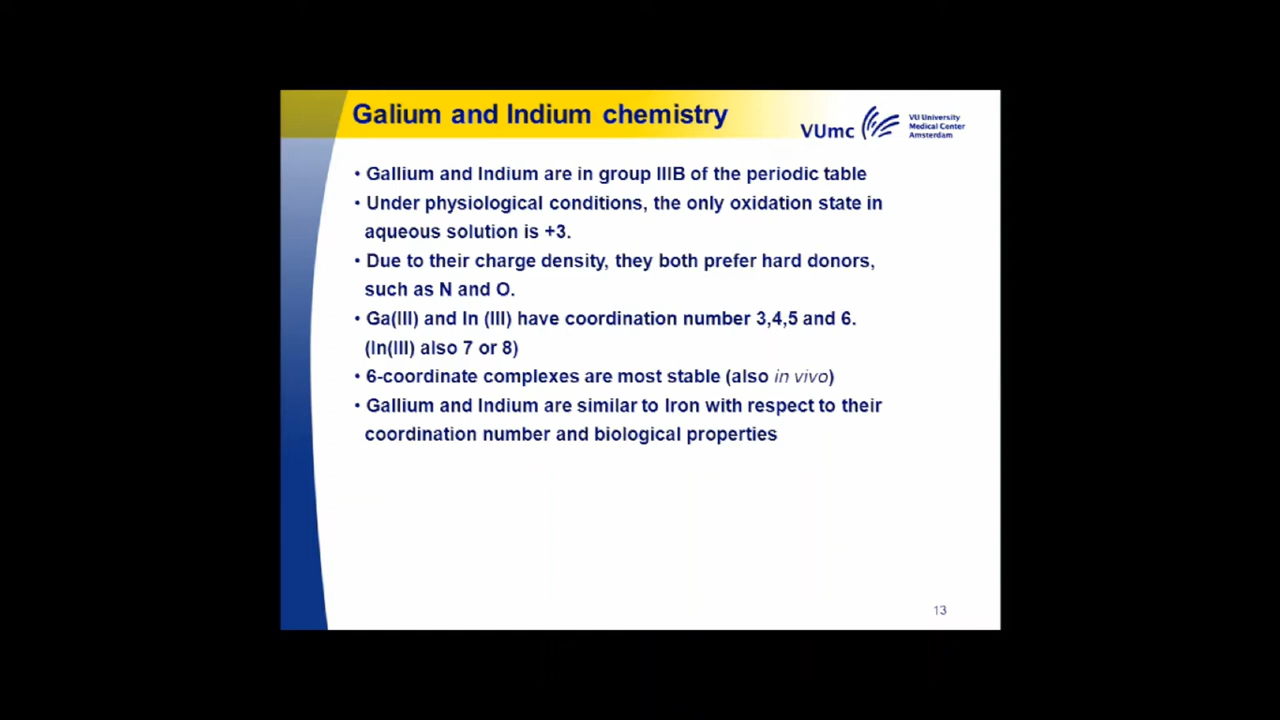 Galium and Indium chemistry
VUmc
VU University
Medical Center
Amsterdam
• Gallium and Indium are in group IIIB of the periodic table
• Under physiological conditions, the only oxidation state in
aqueous solution is +3.
• Due to their charge density, they both prefer hard donors,
such as N and O.
• Ga(III) and In (III) have coordination number 3,4,5 and 6.
(In(III) also 7 or 8)
• 6-coordinate complexes are most stable (also in vivo)
• Gallium and Indium are similar to Iron with respect to their
coordination number and biological properties
13